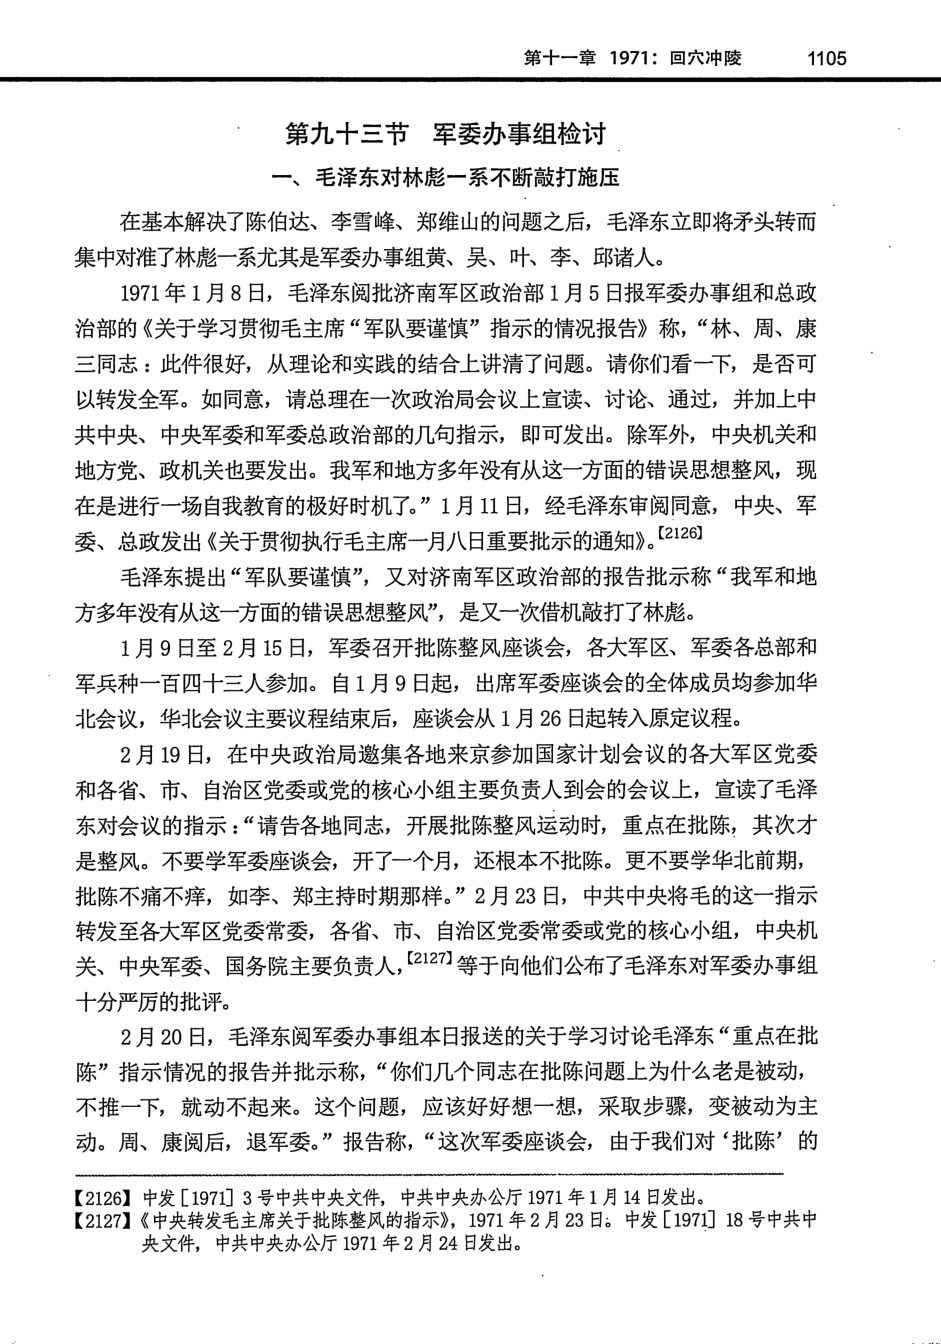 第十一章 1971：回穴冲陵 1105
第九十三节 军委办事组检讨
一、毛泽东对林彪一系不断敲打施压
在基本解决了陈伯达、李雪峰、郑维山的问题之后，毛泽东立即将矛头转而
集中对准了林彪一系尤其是军委办事组黄、吴、叶、李、邱诸人。
1971年1月8日，毛泽东阅批济南军区政治部1月5日报军委办事组和总政
治部的《关于学习贯彻毛主席“军队要谨慎”指示的情况报告》称，“林、周、康
三同志：此件很好，从理论和实践的结合上讲清了问题。请你们看一下，是否可
以转发全军。如同意，请总理在一次政治局会议上宣读、讨论、通过，并加上中
共中央、中央军委和军委总政治部的几句指示，即可发出。除军外，中央机关和
地方党、政机关也要发出。我军和地方多年没有从这一方面的错误思想整风，现
在是进行一场自我教育的极好时机了。”1月11日，经毛泽东审阅同意，中央、军
委、总政发出《关于贯彻执行毛主席一月八日重要批示的通知》。【2126】
毛泽东提出“军队要谨慎”，又对济南军区政治部的报告批示称“我军和地
方多年没有从这一方面的错误思想整风”，是又一次借机敲打了林彪。
1月9日至2月15日，军委召开批陈整风座谈会，各大军区、军委各总部和
军兵种一百四十三人参加。自1月9日起，出席军委座谈会的全体成员均参加华
北会议，华北会议主要议程结束后，座谈会从1月26日起转入原定议程。
2月19日，在中央政治局邀集各地来京参加国家计划会议的各大军区党委
和各省、市、自治区党委或党的核心小组主要负责人到会的会议上，宣读了毛泽
东对会议的指示：“请告各地同志，开展批陈整风运动时，重点在批陈，其次才
是整风。不要学军委座谈会，开了一个月，还根本不批陈。更不要学华北前期，
批陈不痛不痒，如李、郑主持时期那样。”2月23日，中共中央将毛的这一指示
转发至各大军区党委常委，各省、市、自治区党委常委或党的核心小组，中央机
关、中央军委、国务院主要负责人，【2127】等于向他们公布了毛泽东对军委办事组
十分严厉的批评。
2月20日，毛泽东阅军委办事组本日报送的关于学习讨论毛泽东“重点在批
陈”指示情况的报告并批示称，“你们几个同志在批陈问题上为什么老是被动，
不推一下，就动不起来。这个问题，应该好好想一想，采取步骤，变被动为主
动。周、康阅后，退军委。”报告称，“这次军委座谈会，由于我们对‘批陈’的
【2126】中发［1971］3号中共中央文件，中共中央办公厅1971年1月14日发出。
【2127】《中央转发毛主席关于批陈整风的指示》，1971年2月23日。中发［1971］18号中共中
央文件，中共中央办公厅1971年2月24日发出。